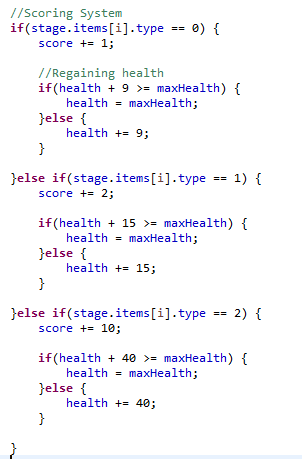 //Scoring System
if(stage.items[i].type == 0) {
    score += 1;

    //Regaining health
    if(health + 9 >= maxHealth) {
        health = maxHealth;
    }else {
        health += 9;
    }

}else if(stage.items[i].type == 1) {
    score += 2;

    if(health + 15 >= maxHealth) {
        health = maxHealth;
    }else {
        health += 15;
    }

}else if(stage.items[i].type == 2) {
    score += 10;

    if(health + 40 >= maxHealth) {
        health = maxHealth;
    }else {
        health += 40;
    }

}